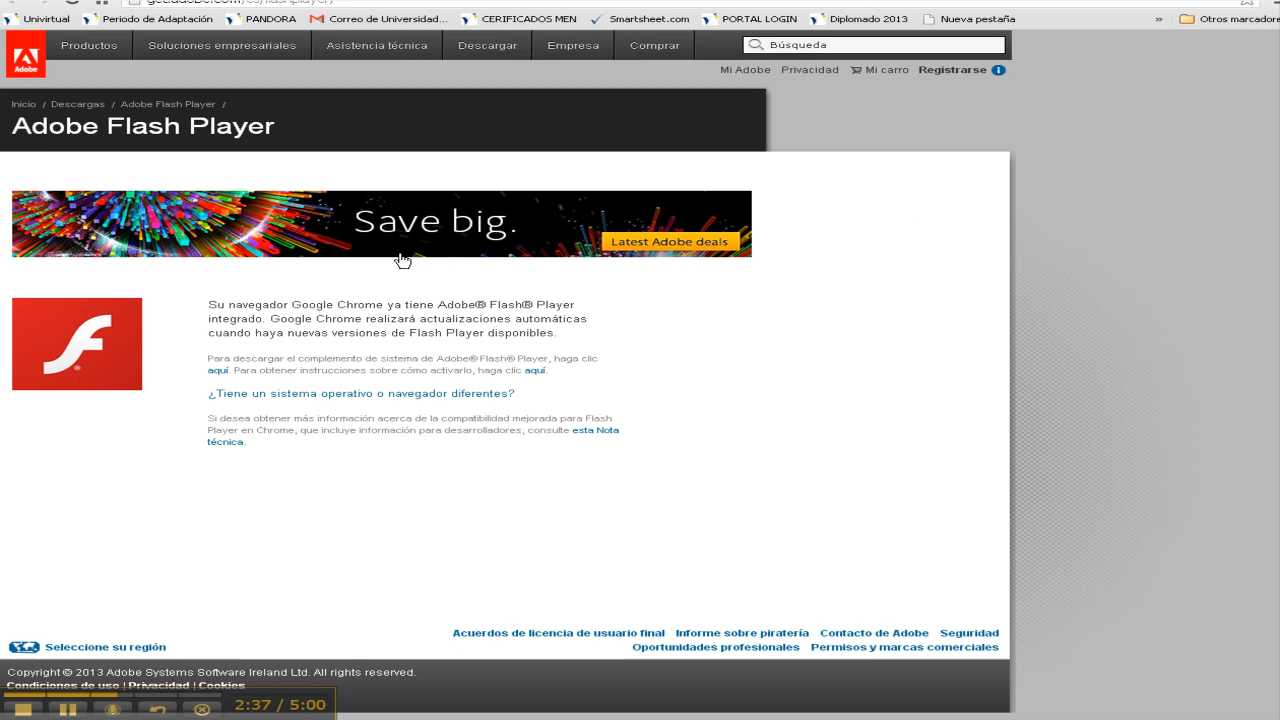 Univirtual Periodo de Adaptación PANDORA Correo de Universidad... CERIFICADOS MEN Smartsheet.com PORTAL LOGIN Diplomado 2013 Nueva pestaña » Otros marcadore
Adobe Productos Soluciones empresariales Asistencia técnica Descargar Empresa Comprar Búsqueda
Mi Adobe Privacidad Mi carro Registrarse i
Inicio / Descargas / Adobe Flash Player /
Adobe Flash Player
Save big.
Latest Adobe deals
Su navegador Google Chrome ya tiene Adobe® Flash® Player
integrado. Google Chrome realizará actualizaciones automáticas
cuando haya nuevas versiones de Flash Player disponibles.
Para descargar el complemento de sistema de Adobe® Flash® Player, haga clic
aquí. Para obtener instrucciones sobre cómo activarlo, haga clic aquí.
¿Tiene un sistema operativo o navegador diferentes?
Si desea obtener más información acerca de la compatibilidad mejorada para Flash
Player en Chrome, que incluye información para desarrolladores, consulte esta Nota
técnica.
Acuerdos de licencia de usuario final Informe sobre piratería Contacto de Adobe Seguridad
Seleccione su región Oportunidades profesionales Permisos y marcas comerciales
Copyright © 2013 Adobe Systems Software Ireland Ltd. All rights reserved.
Condiciones de uso | Privacidad | Cookies
2:37 / 5:00